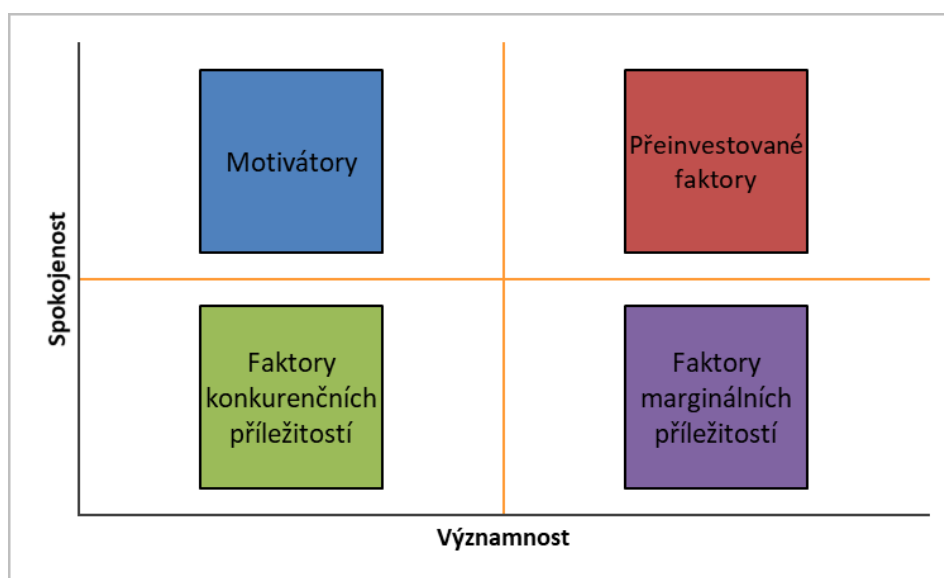 Motivátory
Přeinvestované
faktory
Spokojenost
Faktory
konkurenčních
příležitostí
Faktory
marginálních
příležitostí
Významnost